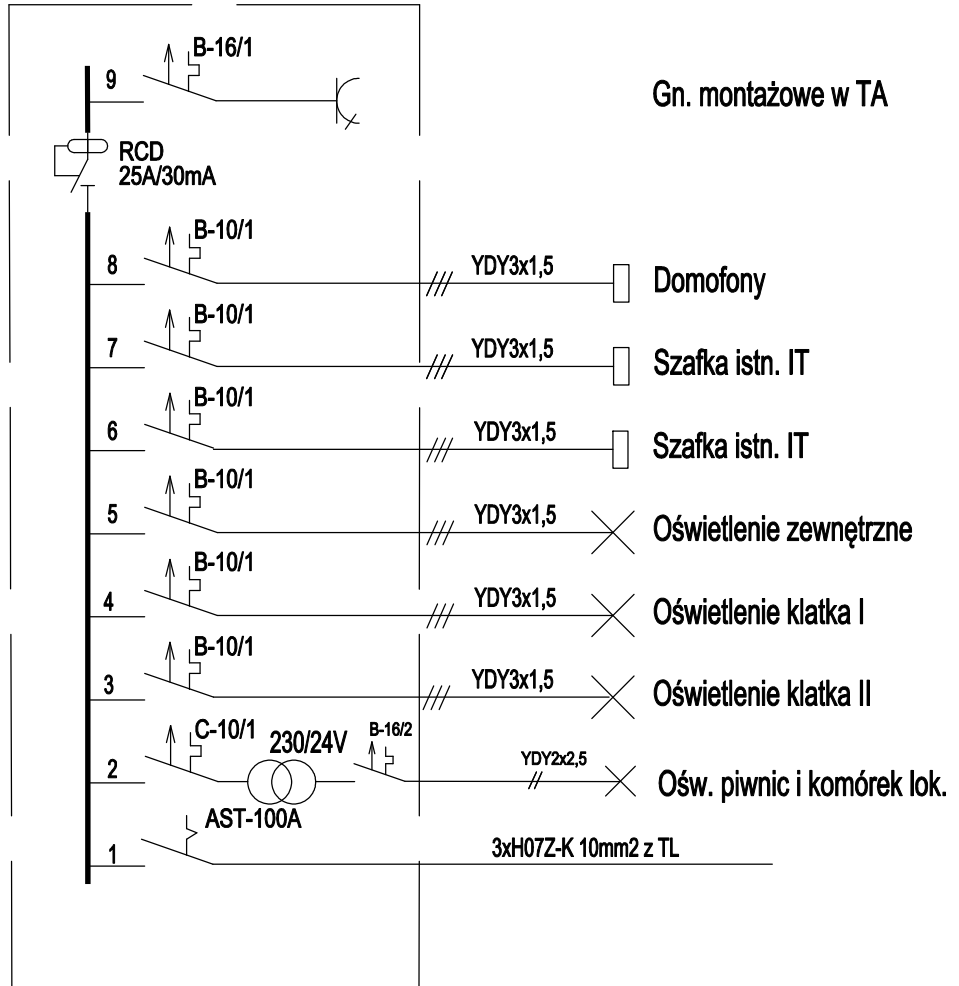 B-16/1
9
Gn. montażowe w TA
RCD
25A/30mA
B-10/1
8
YDY3x1,5
Domofony
B-10/1
7
YDY3x1,5
Szafka istn. IT
B-10/1
6
YDY3x1,5
Szafka istn. IT
B-10/1
5
YDY3x1,5
Oświetlenie zewnętrzne
B-10/1
4
YDY3x1,5
Oświetlenie klatka I
B-10/1
3
YDY3x1,5
Oświetlenie klatka II
C-10/1
230/24V
B-16/2
2
YDY2x2,5
Ośw. piwnic i komórek lok.
AST-100A
1
3xH07Z-K 10mm2 z TL